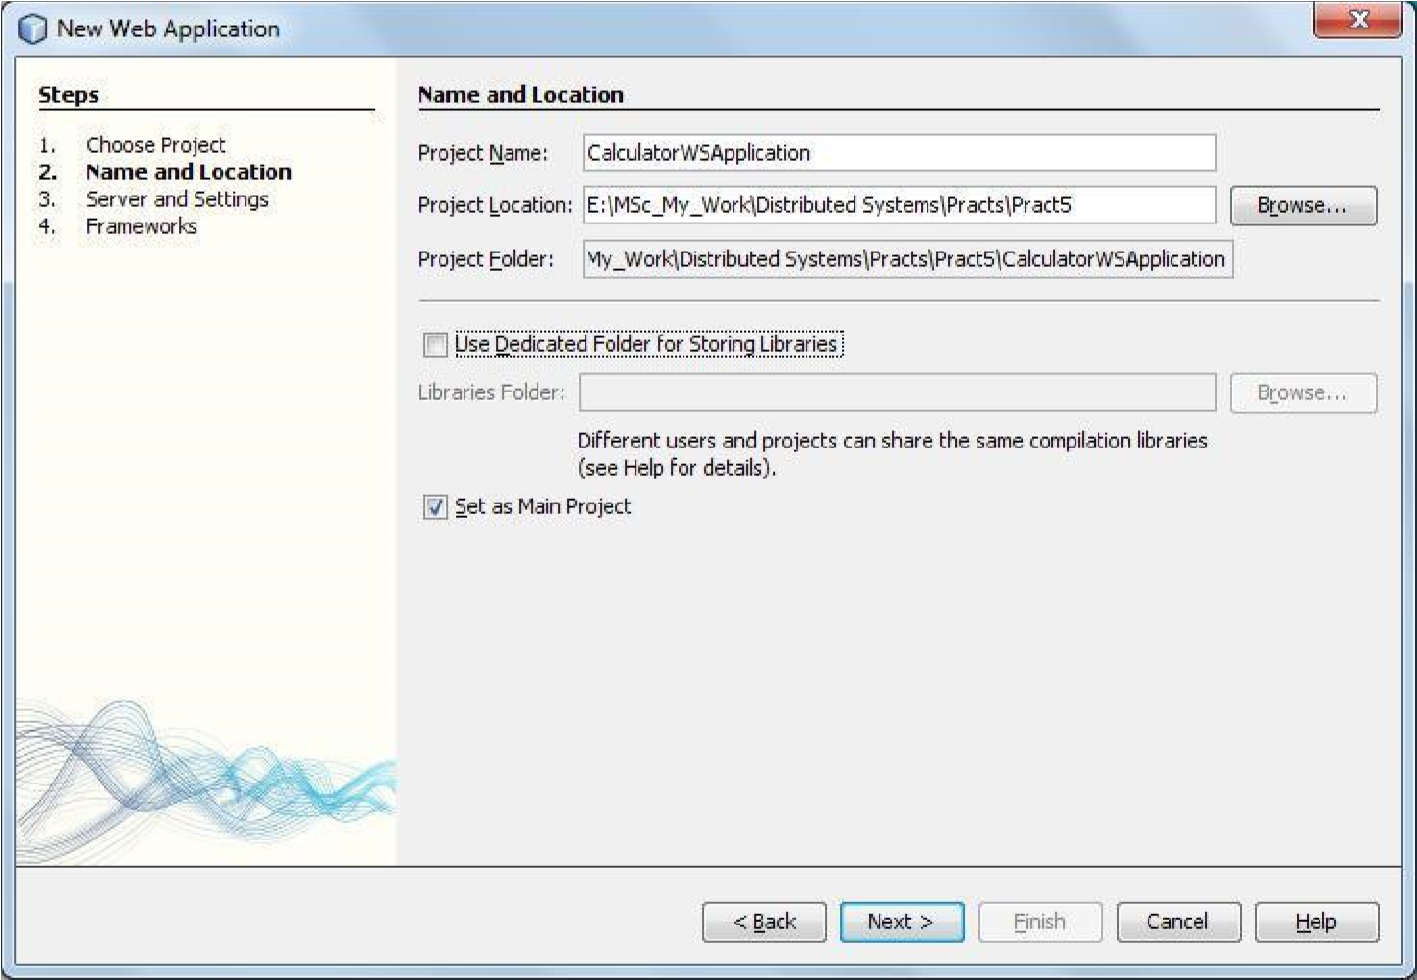 New Web Application
Steps
1. Choose Project
2. Name and Location
3. Server and Settings
4. Frameworks
Name and Location
Project Name: CalculatorWSApplication
Project Location: E:\MSc_My_Work\Distributed Systems\Practs\Pract5 Browse...
Project Folder: My_Work\Distributed Systems\Practs\Pract5\CalculatorWSApplication
Use Dedicated Folder for Storing Libraries
Libraries Folder: Browse...
Different users and projects can share the same compilation libraries
(see Help for details).
Set as Main Project
< Back Next > Finish Cancel Help